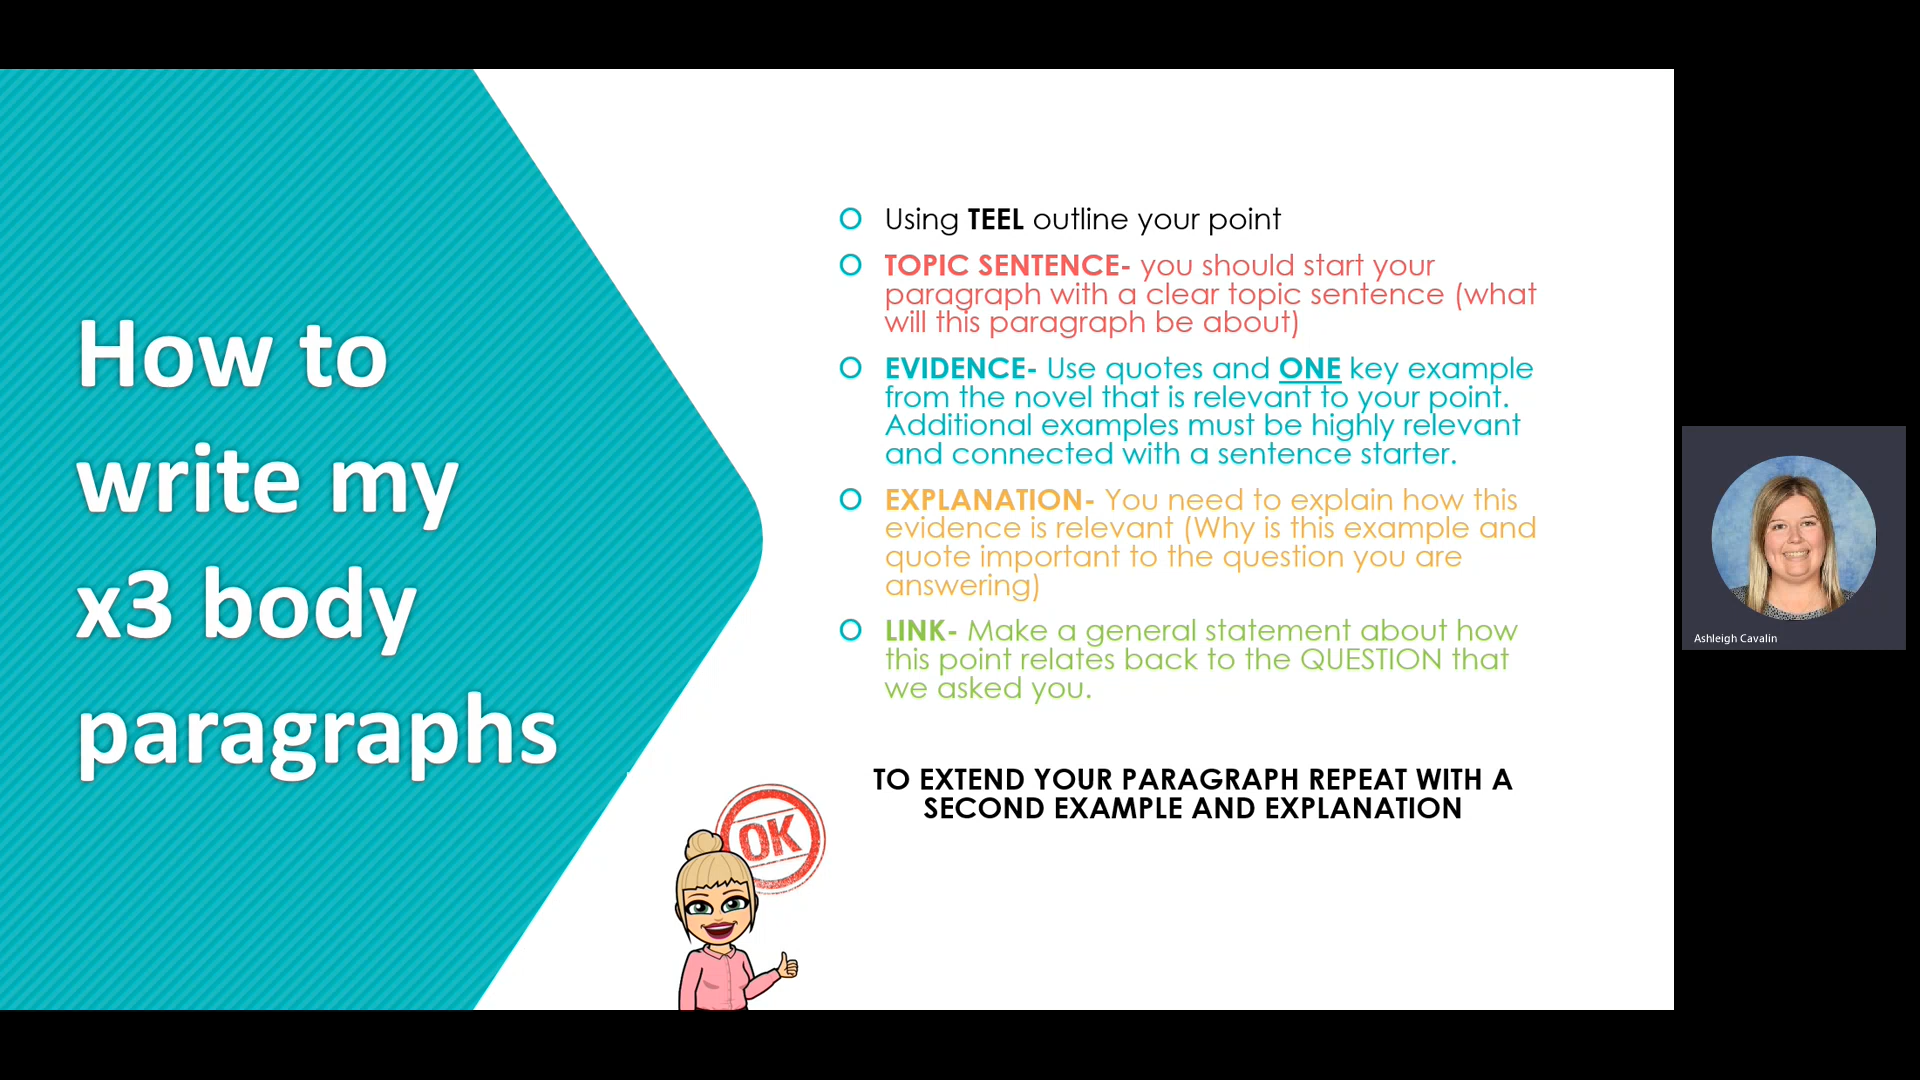 How to
write my
x3 body
paragraphs
Using TEEL outline your point
TOPIC SENTENCE- you should start your
paragraph with a clear topic sentence (what
will this paragraph be about)
EVIDENCE- Use quotes and ONE key example
from the novel that is relevant to your point.
Additional examples must be highly relevant
and connected with a sentence starter.
EXPLANATION- You need to explain how this
evidence is relevant (Why is this example and
quote important to the question you are
answering)
LINK- Make a general statement about how
this point relates back to the QUESTION that
we asked you.
TO EXTEND YOUR PARAGRAPH REPEAT WITH A
SECOND EXAMPLE AND EXPLANATION
OK
Ashleigh Cavalin